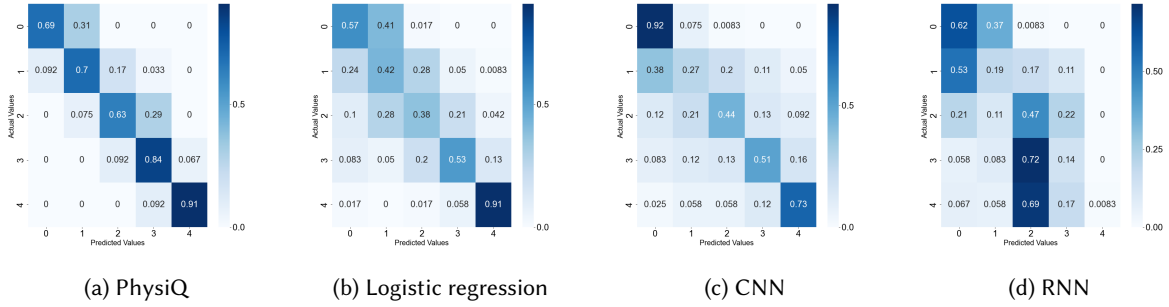 0 0.69 0.31 0 0 0
1 0.092 0.7 0.17 0.033 0
2 0 0.075 0.63 0.29 0
3 0 0 0.092 0.84 0.067
4 0 0 0 0.092 0.91
0 1 2 3 4
Actual Values
Predicted Values
0.5
0.0
(a) PhysiQ
0 0.57 0.41 0.017 0 0
1 0.24 0.42 0.28 0.05 0.0083
2 0.1 0.28 0.38 0.21 0.042
3 0.083 0.05 0.2 0.53 0.13
4 0.017 0 0.017 0.058 0.91
0 1 2 3 4
Actual Values
Predicted Values
0.5
0.0
(b) Logistic regression
0 0.92 0.075 0.0083 0 0
1 0.38 0.27 0.2 0.11 0.05
2 0.12 0.21 0.44 0.13 0.092
3 0.083 0.12 0.13 0.51 0.16
4 0.025 0.058 0.058 0.12 0.73
0 1 2 3 4
Actual Values
Predicted Values
0.5
0.0
(c) CNN
0 0.62 0.37 0.0083 0 0
1 0.53 0.19 0.17 0.11 0
2 0.21 0.11 0.47 0.22 0
3 0.058 0.083 0.72 0.14 0
4 0.067 0.058 0.69 0.17 0.0083
0 1 2 3 4
Actual Values
Predicted Values
0.50
0.25
0.00
(d) RNN